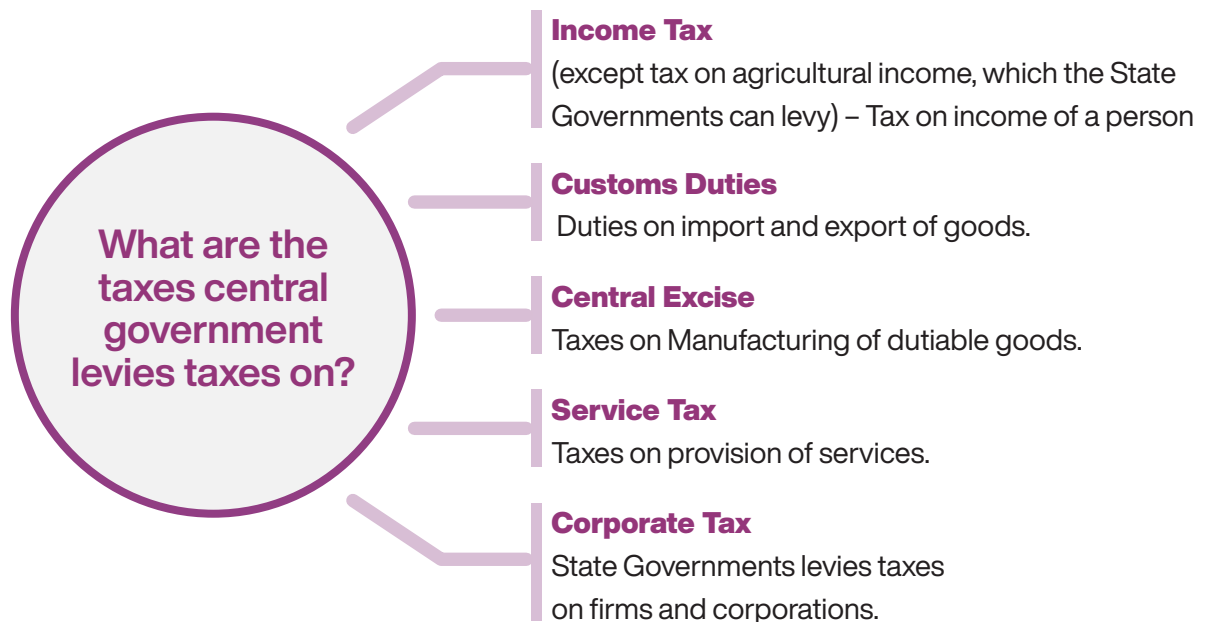 What are the
taxes central
government
levies taxes on?
Income Tax
(except tax on agricultural income, which the State
Governments can levy) – Tax on income of a person
Customs Duties
Duties on import and export of goods.
Central Excise
Taxes on Manufacturing of dutiable goods.
Service Tax
Taxes on provision of services.
Corporate Tax
State Governments levies taxes
on firms and corporations.